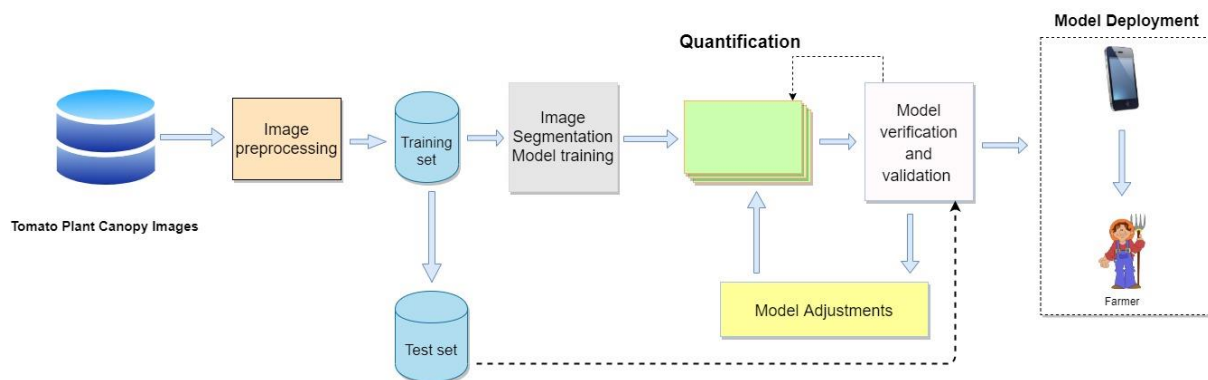 Model Deployment
Quantification
Image
preprocessing
Training
set
Image
Segmentation
Model training
Model
verification
and
validation
Tomato Plant Canopy Images
Model Adjustments
Farmer
Test set